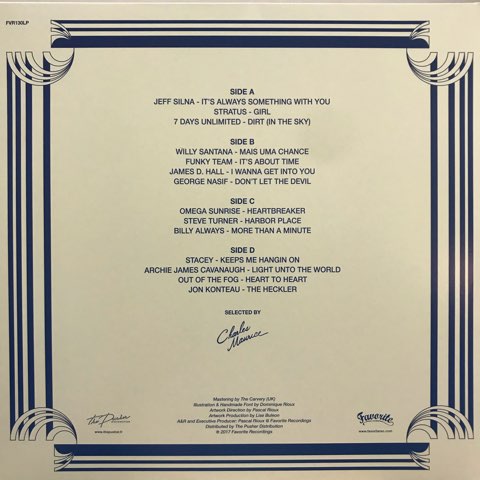 FVR130LP
SIDE A
JEFF SILNA - IT'S ALWAYS SOMETHING WITH YOU
STRATUS - GIRL
7 DAYS UNLIMITED - DIRT (IN THE SKY)
SIDE B
WILLY SANTANA - MAIS UMA CHANCE
FUNKY TEAM - IT'S ABOUT TIME
JAMES D. HALL - I WANNA GET INTO YOU
GEORGE NASIF - DON'T LET THE DEVIL
SIDE C
OMEGA SUNRISE - HEARTBREAKER
STEVE TURNER - HARBOR PLACE
BILLY ALWAYS - MORE THAN A MINUTE
SIDE D
STACEY - KEEPS ME HANGIN ON
ARCHIE JAMES CAVANAUGH - LIGHT UNTO THE WORLD
OUT OF THE FOG - HEART TO HEART
JON KONTEAU - THE HECKLER
SELECTED BY
Charles
Maurice
Mastering by The Carvery (UK)
Illustration & Handmade Font by Dominique Rioux
Artwork Direction by Pascal Rioux
Artwork Production by Lise Buisson
A&R and Executive Producer: Pascal Rioux & Favorite Recordings
Distributed by The Pusher Distribution
© 2017 Favorite Recordings
The Pusher
www.thepusher.fr
Favorite